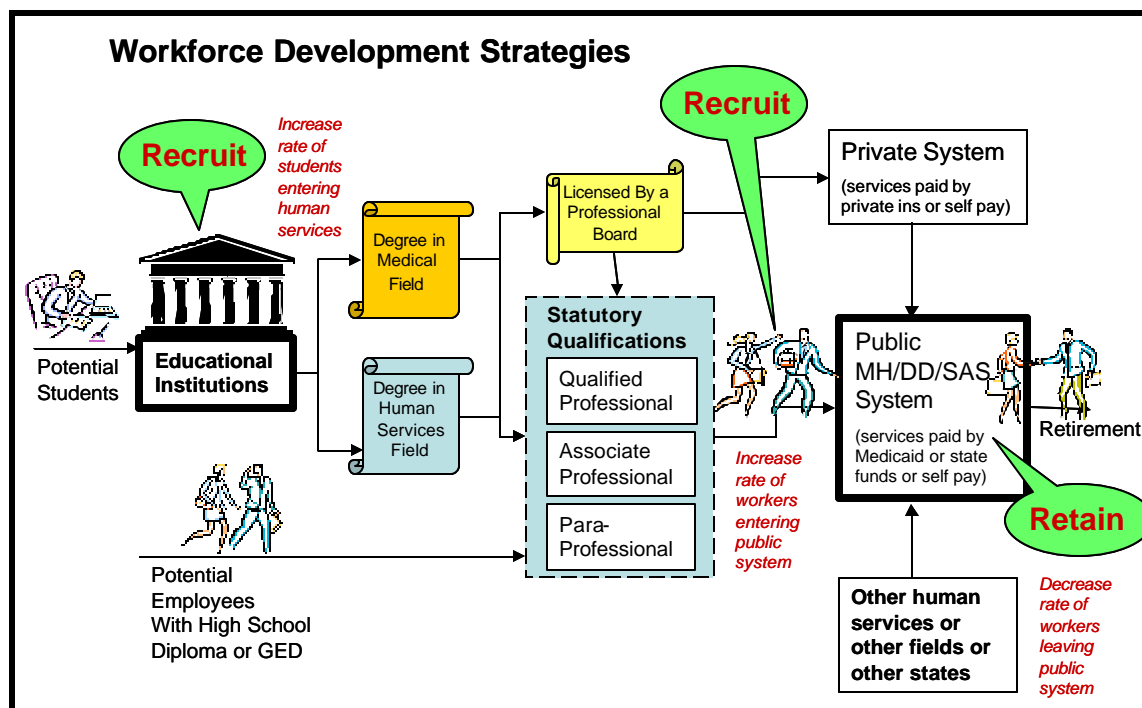 Workforce Development Strategies
Recruit
Increase
rate of
students
entering
human
services
Recruit
Private System
(services paid by
private ins or self pay)
Licensed By a
Professional
Board
Degree in
Medical
Field
Educational
Institutions
Potential
Students
Degree in
Human
Services
Field
Statutory
Qualifications
Qualified
Professional
Associate
Professional
Para-
Professional
Increase
rate of
workers
entering
public
system
Public
MH/DD/SAS
System
(services paid by
Medicaid or state
funds or self pay)
Retirement
Retain
Potential
Employees
With High School
Diploma or GED
Other human
services or
other fields or
other states
Decrease
rate of
workers
leaving
public
system